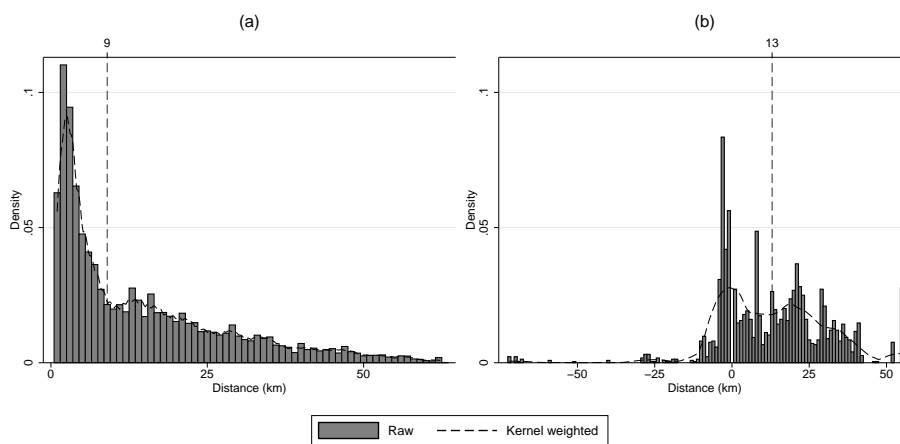 (a)
9
Density
0
.05
.1
0
25
50
Distance (km)
(b)
13
Density
0
.05
.1
−75
−50
−25
0
25
50
Distance (km)
Raw
Kernel weighted